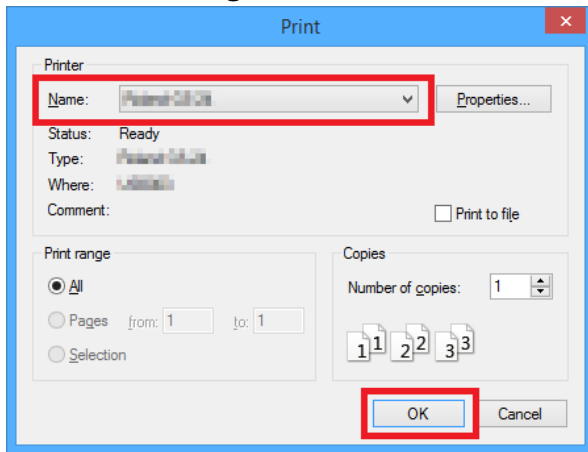 Print
Printer
Name:
Properties...
Status: Ready
Type:
Where:
Comment:
Print to file
Print range
All
Pages from: 1 to: 1
Selection
Copies
Number of copies: 1
1 1 2 2 3 3
OK Cancel